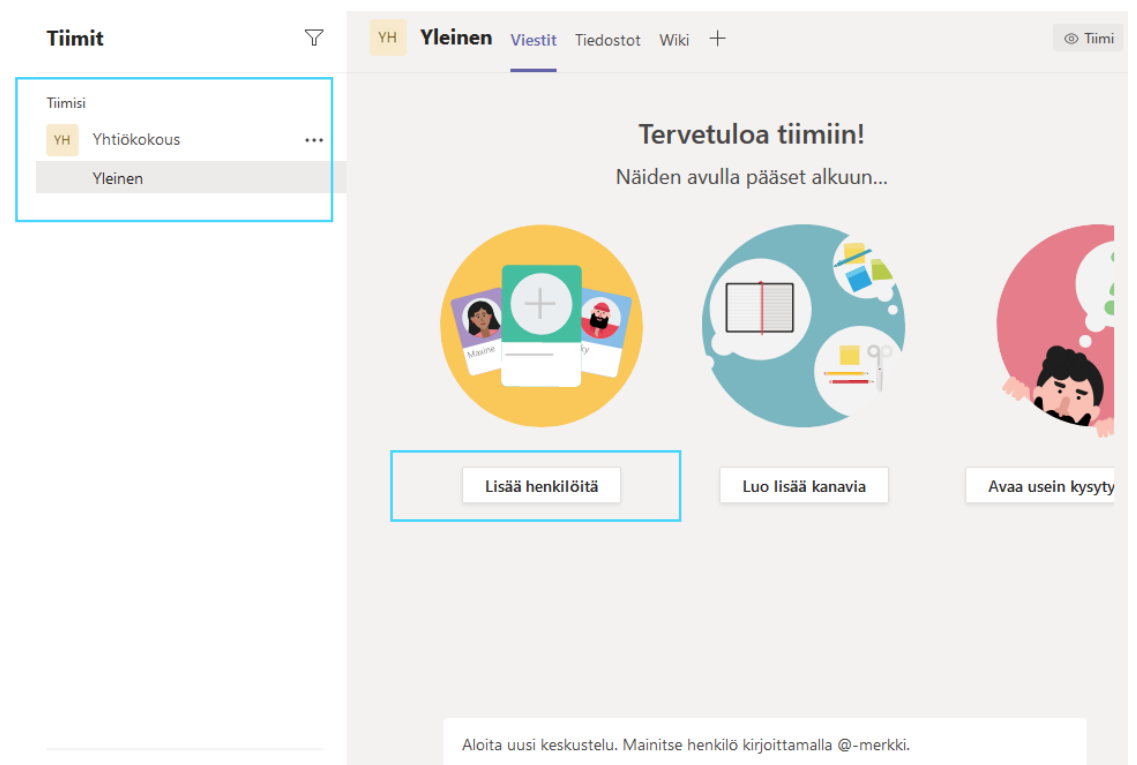 Tiimit
YH Yleinen Viestit Tiedostot Wiki
Tiimi
Tiimisi
YH Yhtiökokous
Yleinen
Tervetuloa tiimiin!
Näiden avulla pääset alkuun...
Maxine
ky
Lisää henkilöitä
Luo lisää kanavia
Avaa usein kysyty
Aloita uusi keskustelu. Mainitse henkilö kirjoittamalla @-merkki.